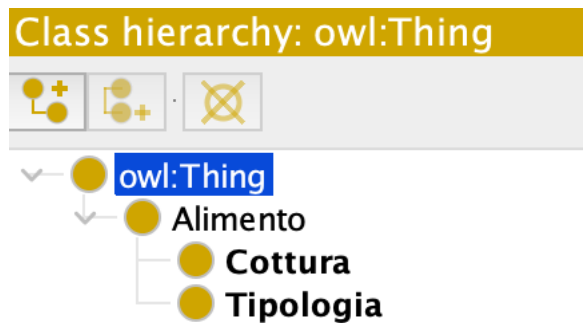 Class hierarchy: owl:Thing
owl:Thing
Alimento
Cottura
Tipologia